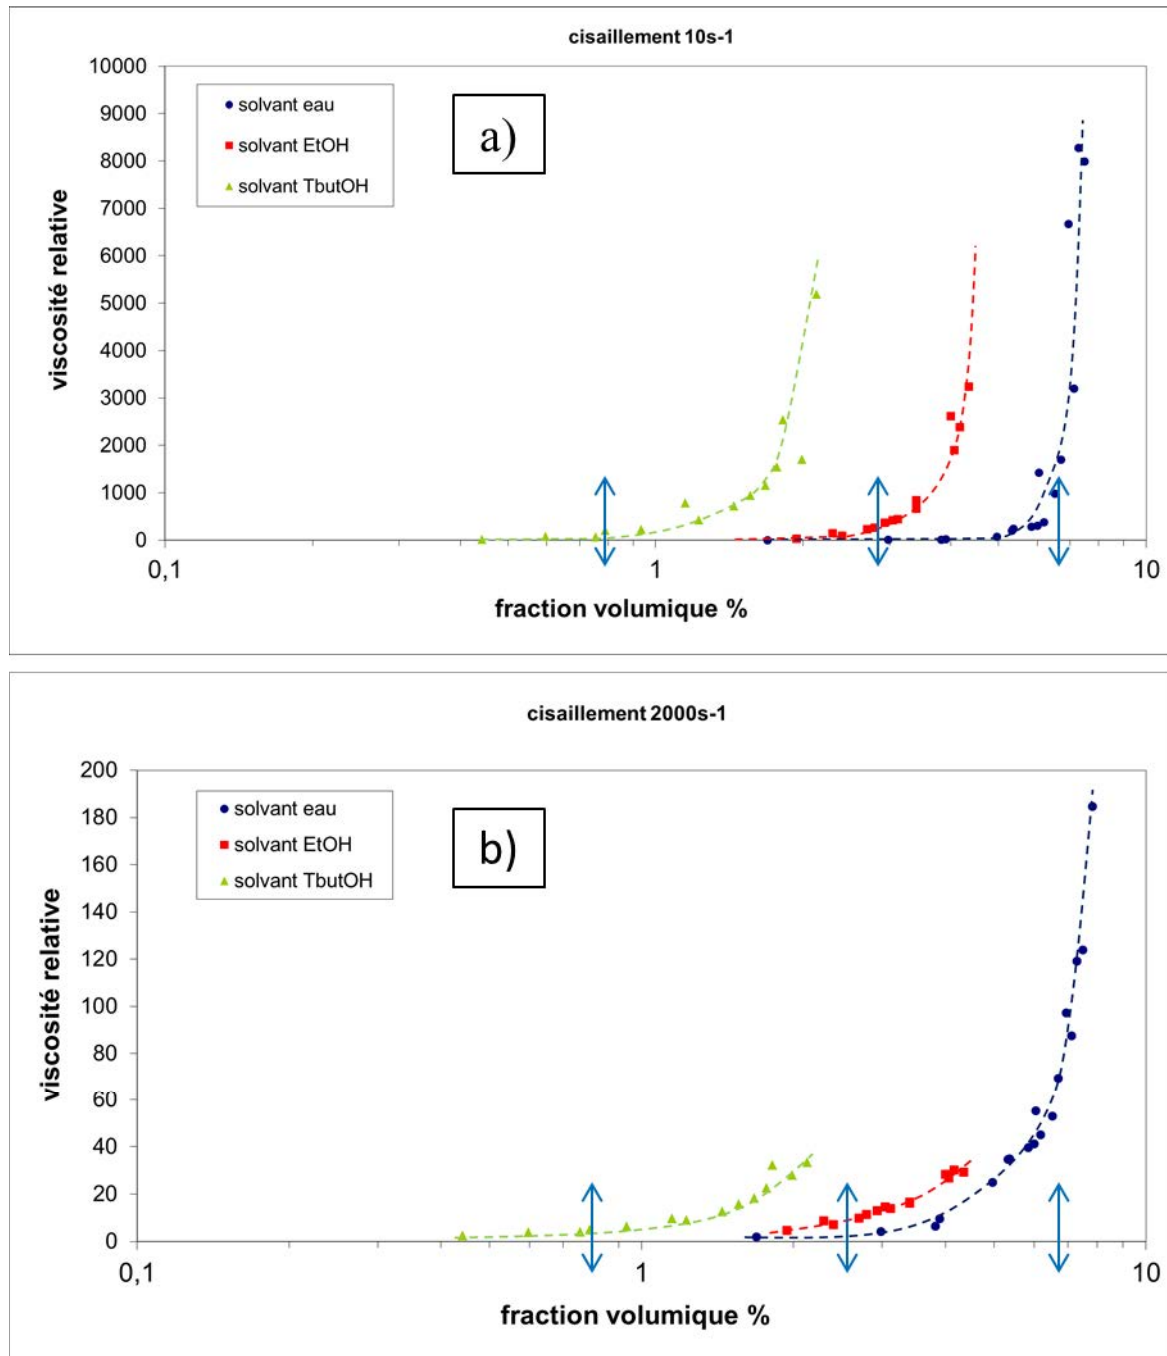 cisaillement 10s-1
10000
9000
8000
7000
6000
5000
4000
3000
2000
1000
0
viscosité relative
solvant eau
solvant EtOH
solvant TbutOH
a)
0,1
1
10
fraction volumique %
cisaillement 2000s-1
200
180
160
140
120
100
80
60
40
20
0
viscosité relative
solvant eau
solvant EtOH
solvant TbutOH
b)
0,1
1
10
fraction volumique %